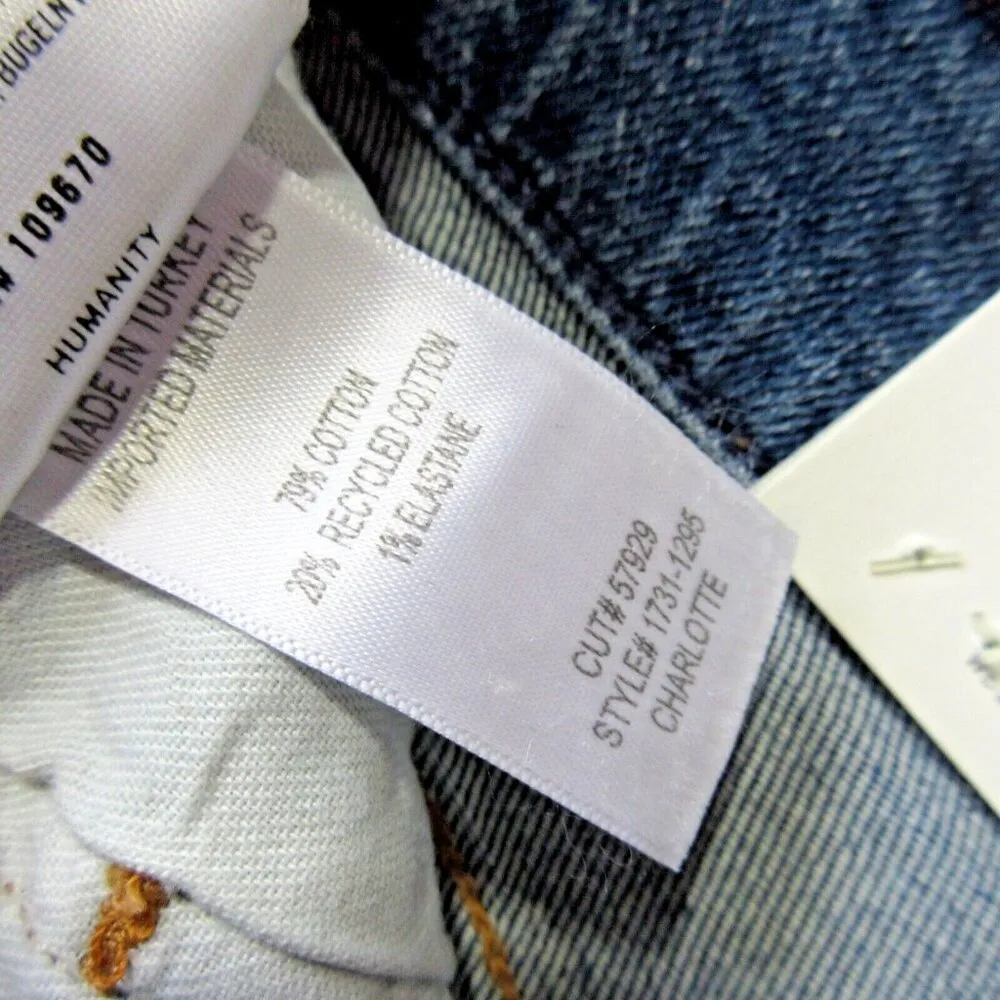 109670
HUMANITY
MADE IN TURKEY
IMPORTED MATERIALS
79% COTTON
20% RECYCLED COTTON
1% ELASTANE
CUT# 57929
STYLE# 1731-1295
CHARLOTTE